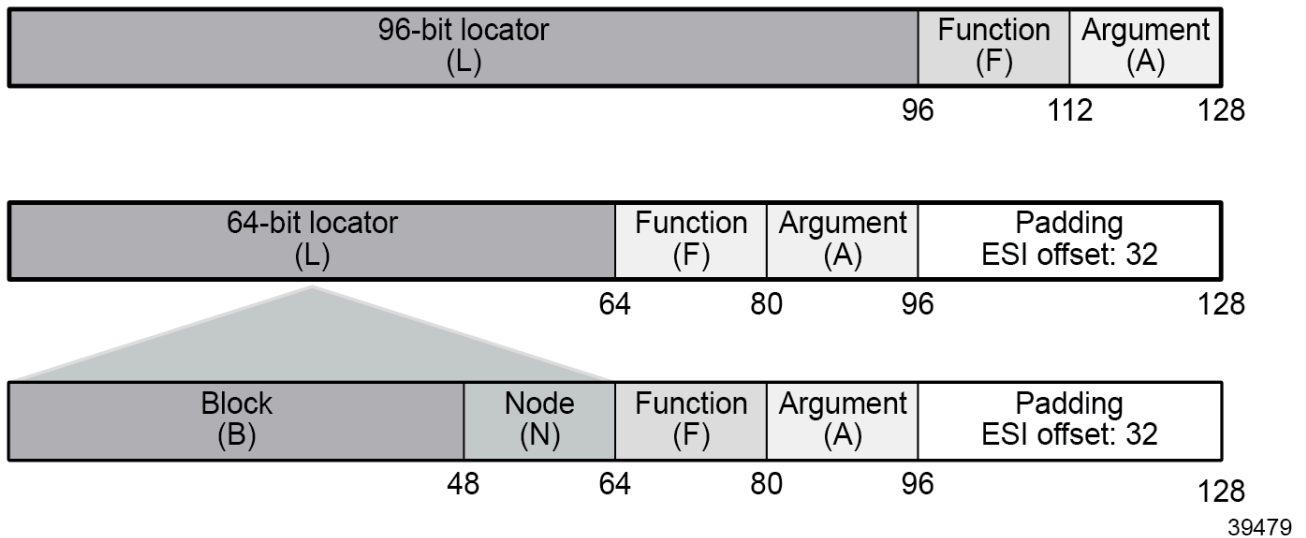 96-bit locator
(L)
Function
(F)
Argument
(A)
96
112
128
64-bit locator
(L)
Function
(F)
Argument
(A)
Padding
ESI offset: 32
64
80
96
128
Block
(B)
Node
(N)
Function
(F)
Argument
(A)
Padding
ESI offset: 32
48
64
80
96
128
39479